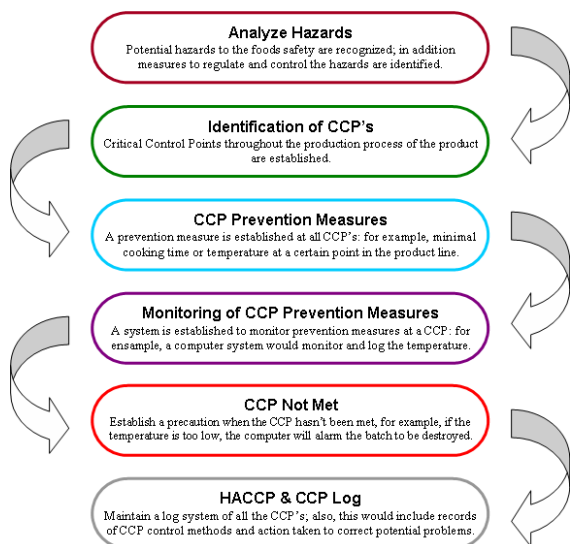 Analyze Hazards
Potential hazards to the foods safety are recognized; in addition
measures to regulate and control the hazards are identified.
Identification of CCP's
Critical Control Points throughout the production process of the product
are established.
CCP Prevention Measures
A prevention measure is established at all CCP's: for example, minimal
cooking time or temperature at a certain point in the product line.
Monitoring of CCP Prevention Measures
A system is established to monitor prevention measures at a CCP: for
ensample, a computer system would monitor and log the temperature.
CCP Not Met
Establish a precaution when the CCP hasn't been met, for example, if the
temperature is too low, the computer will alarm the batch to be destroyed.
HACCP & CCP Log
Maintain a log system of all the CCP's; also, this would include records
of CCP control methods and action taken to correct potential problems.